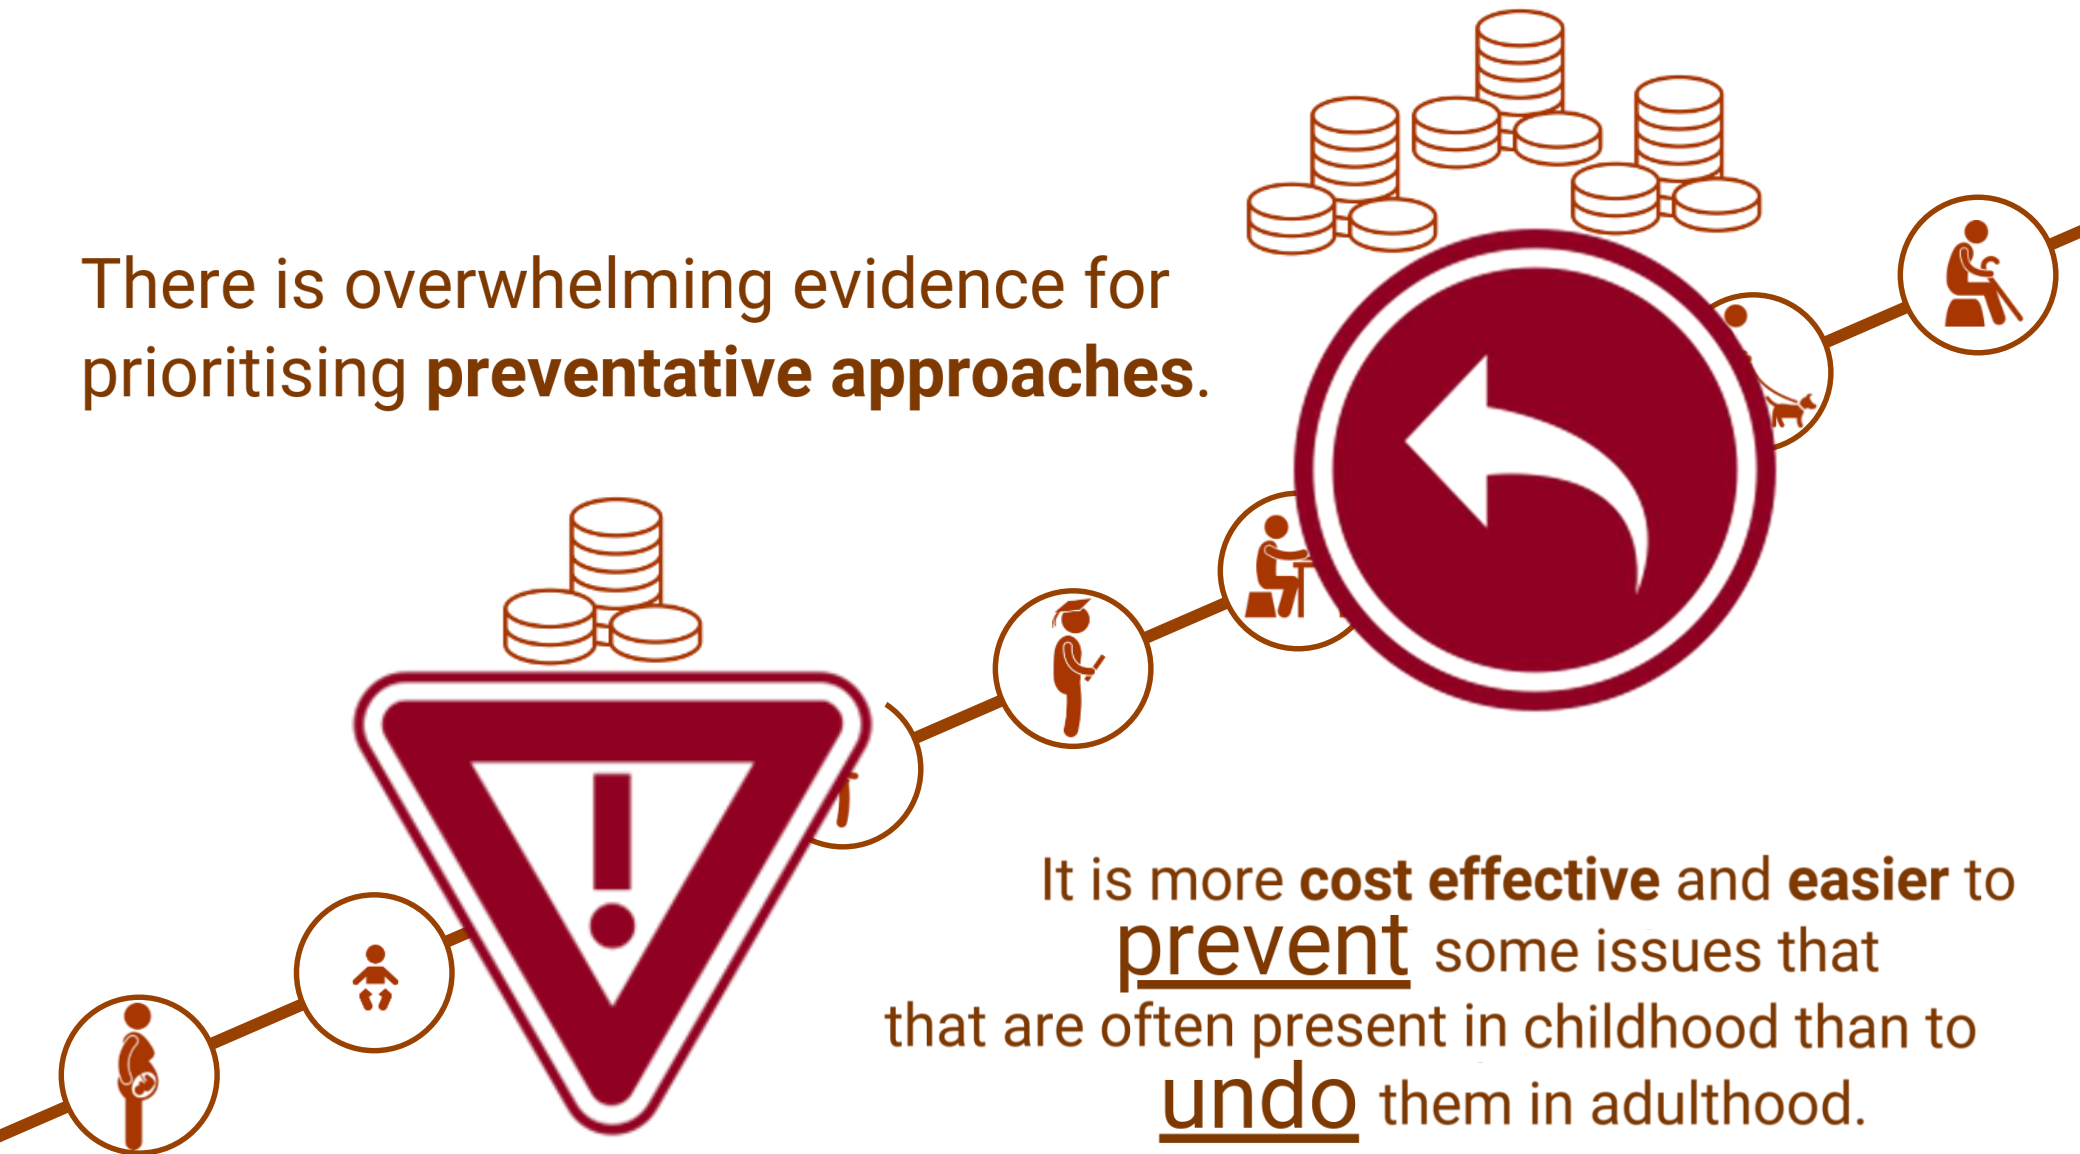 There is overwhelming evidence for
prioritising preventative approaches.
It is more cost effective and easier to
prevent some issues that
that are often present in childhood than to
undo them in adulthood.